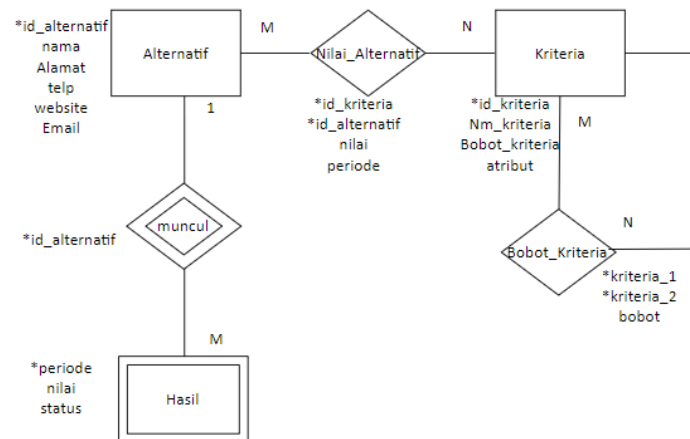 *id_alternatif
nama
Alamat
telp
website
Email
Alternatif
M
Nilai_Alternatif
N
Kriteria
*id_kriteria
*id_alternatif
nilai
periode
*id_kriteria
Nm_kriteria
Bobot_kriteria
atribut
1
M
*id_alternatif
muncul
Bobot_Kriteria
N
*kriteria_1
*kriteria_2
bobot
M
*periode
nilai
status
Hasil